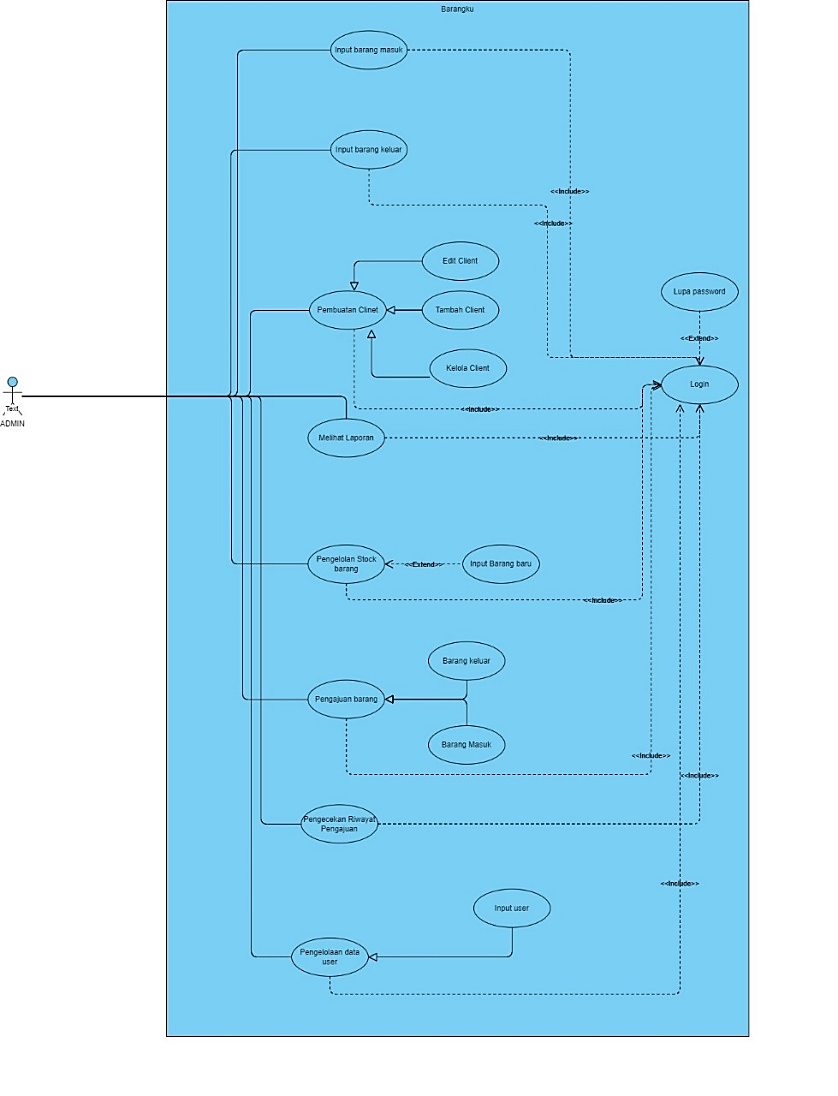 Barangku
Input barang masuk
Input barang keluar
<<Include>>
<<Include>>
Edit Client
Lupa password
Pembuatan Clinet
Tambah Client
<<Extend>>
Kelola Client
Login
Text
ADMIN
<<Include>>
Melihat Laporan
<<Include>>
Pengelolan Stock
barang
<<Extend>>
Input Barang baru
<<Include>>
Barang keluar
Pengajuan barang
Barang Masuk
<<Include>>
<<Include>>
Pengecekan Riwayat
Pengajuan
<<Include>>
Input user
Pengelolaan data
user